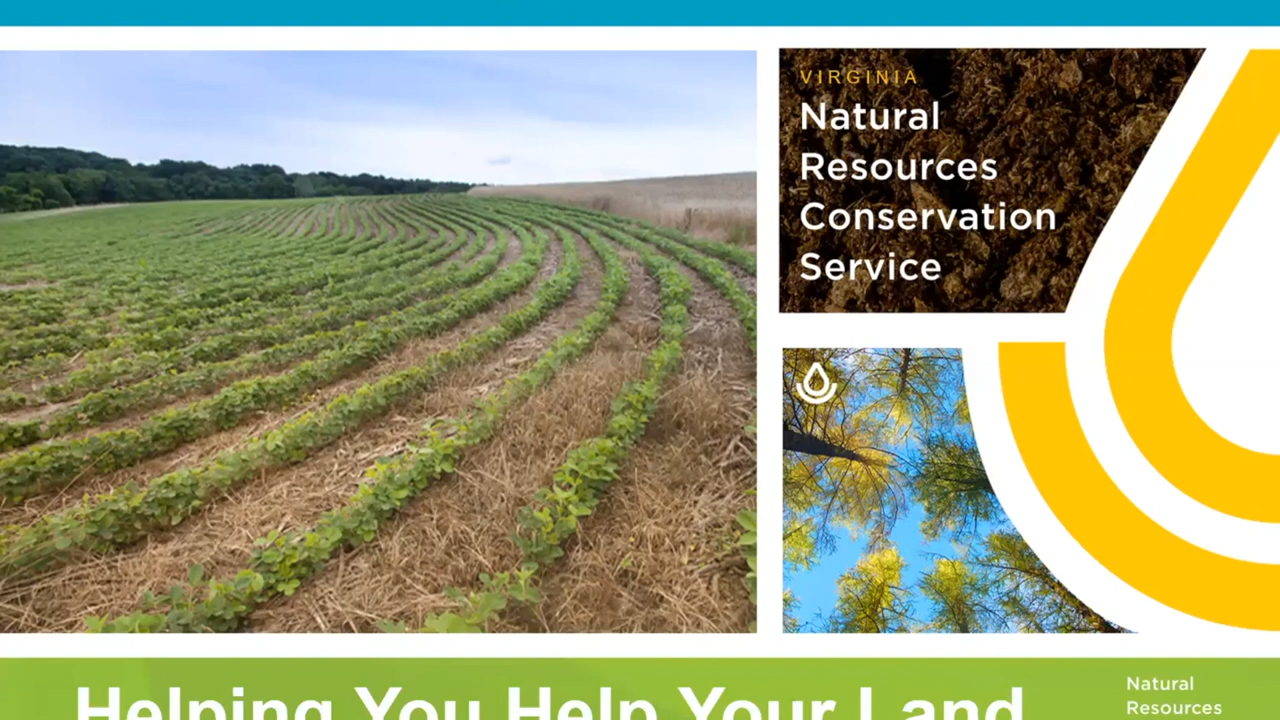 VIRGINIA
Natural
Resources
Conservation
Service
Helping You Help Your Land
Natural
Resources